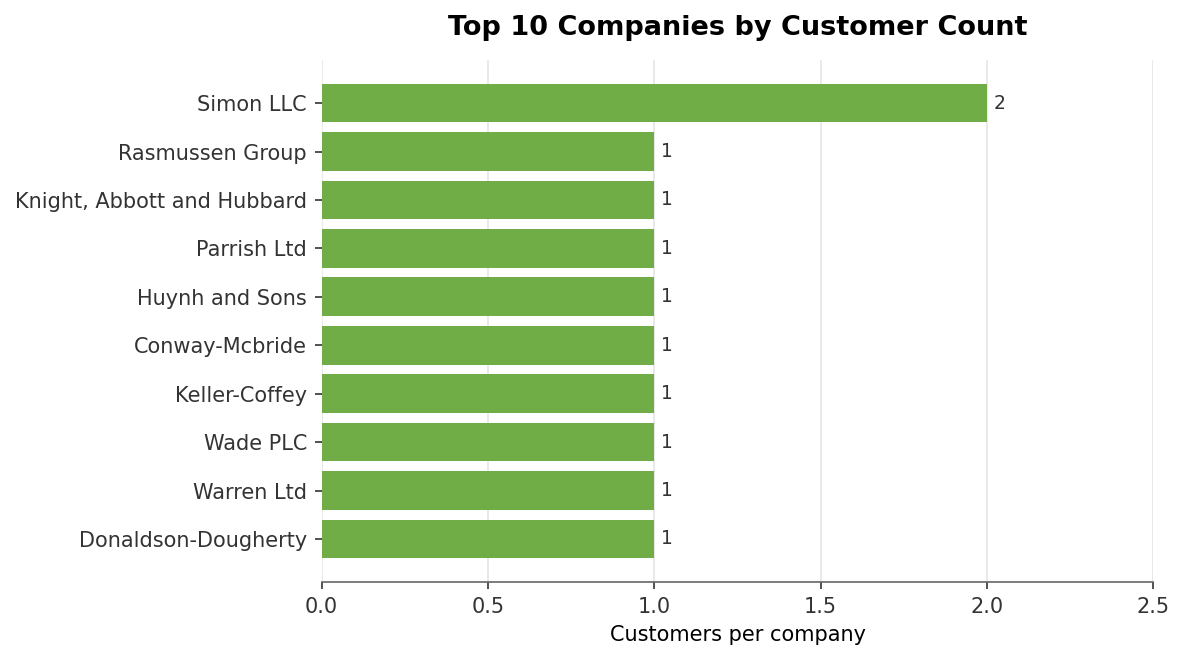 Top 10 Companies by Customer Count
Simon LLC 2
Rasmussen Group 1
Knight, Abbott and Hubbard 1
Parrish Ltd 1
Huynh and Sons 1
Conway-Mcbride 1
Keller-Coffey 1
Wade PLC 1
Warren Ltd 1
Donaldson-Dougherty 1
0.0 0.5 1.0 1.5 2.0 2.5
Customers per company